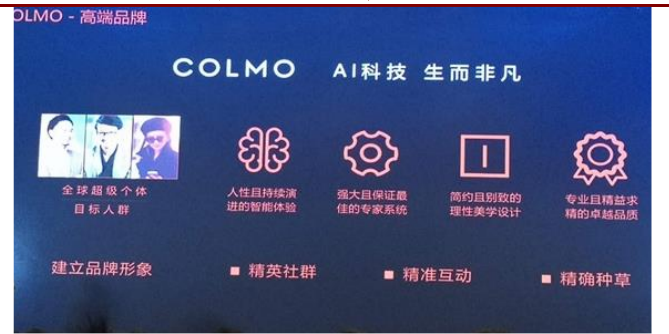 OLMO - 高端品牌
COLMO AI科技 生而非凡
全球超级个体
目标人群
人性且持续演
进的智能体验
强大且保证最
佳的专家系统
简约且别致的
理性美学设计
专业且精益求
精的卓越品质
建立品牌形象
■ 精英社群
■ 精准互动
■ 精确种草